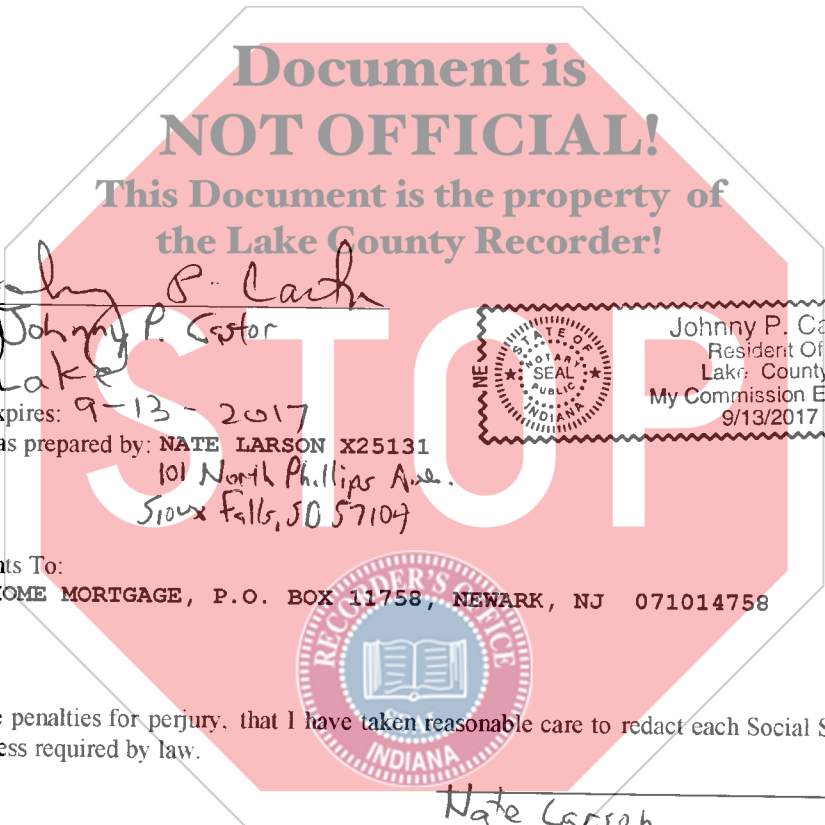 Document is
NOT OFFICIAL!
This Document is the property of
the Lake County Recorder!
P. Castor
Johnny P. Castor
Lake
xpires: 9-13-2017
as prepared by: NATE LARSON X25131
101 North Phillips Ave.
Sioux Falls, SD 57104
STOP
Johnny P. Ca
Resident Of
Lake County
My Commission E
9/13/2017
STATE OF
NOTARY
SEAL
PUBLIC
INDIANA
NE
nts To:
OME MORTGAGE, P.O. BOX 11758, NEWARK, NJ 071014758
RECORDER'S OFFICE
SEAL
INDIANA
e penalties for perjury, that I have taken reasonable care to redact each Social S
ess required by law.
Nate Larson